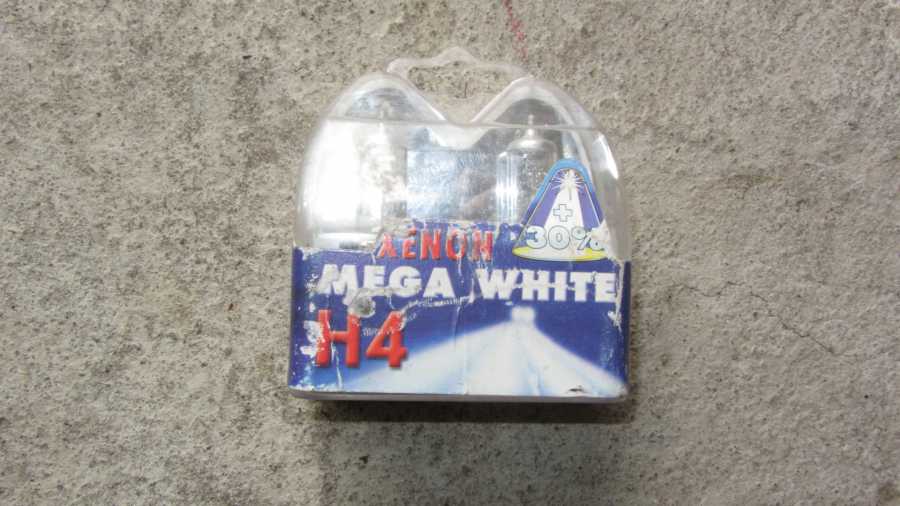 +
30%
XENON
MEGA WHITE
H4